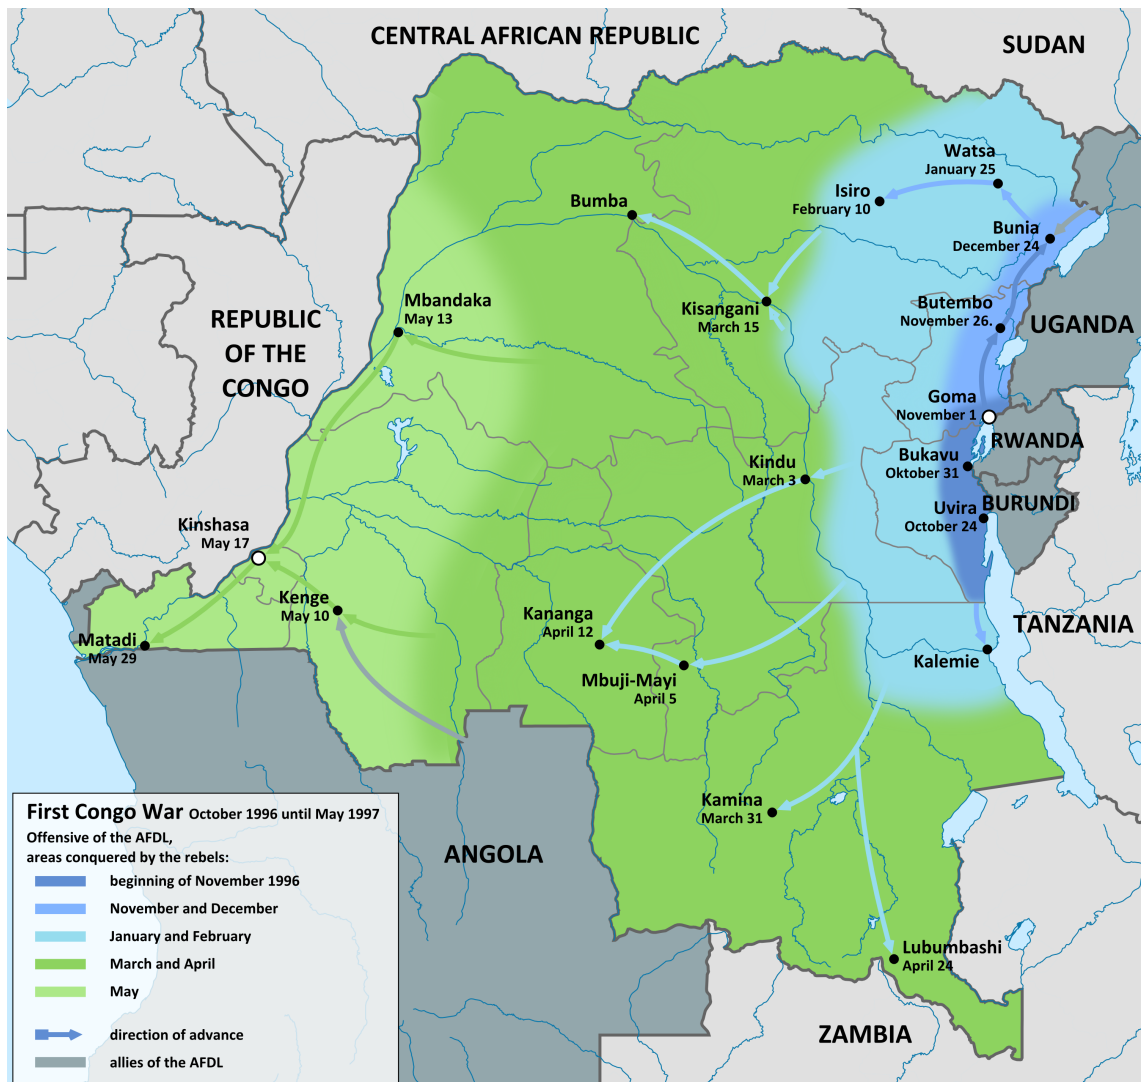 CENTRAL AFRICAN REPUBLIC
SUDAN
Watsa
January 25
Isiro
February 10
Bumba
Bunia
December 24
Mbandaka
May 13
Kisangani
March 15
Butembo
November 26.
UGANDA
REPUBLIC
OF THE
CONGO
Goma
November 1
RWANDA
Kindu
March 3
Bukavu
Oktober 31
Uvira
October 24
BURUNDI
Kinshasa
May 17
Kenge
May 10
Kananga
April 12
TANZANIA
Matadi
May 29
Kalemie
Mbuji-Mayi
April 5
Kamina
March 31
ANGOLA
Lubumbashi
April 24
ZAMBIA
First Congo War October 1996 until May 1997
Offensive of the AFDL,
areas conquered by the rebels:
beginning of November 1996
November and December
January and February
March and April
May
direction of advance
allies of the AFDL